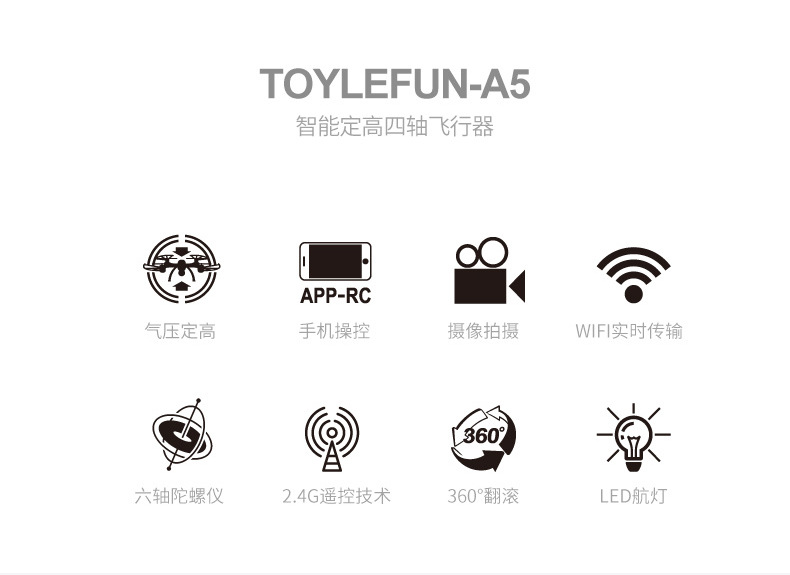 TOYLEFUN-A5
智能定高四轴飞行器
APP-RC
气压定高
手机操控
摄像拍摄
WIFI实时传输
360°
六轴陀螺仪
2.4G遥控技术
360°翻滚
LED航灯